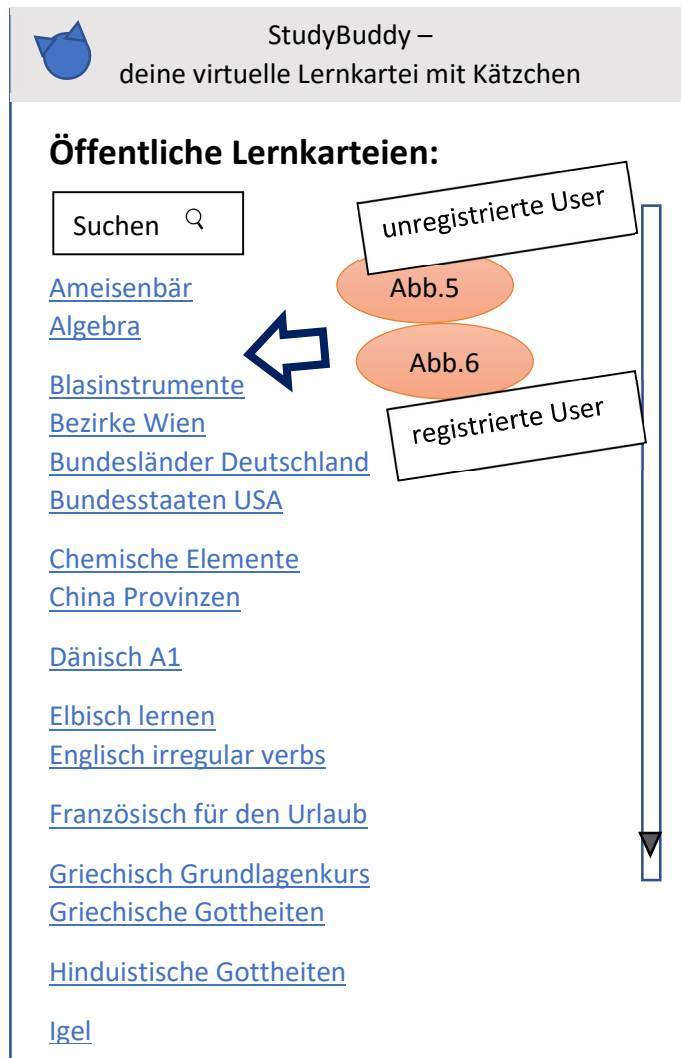 StudyBuddy –
deine virtuelle Lernkartei mit Kätzchen
Öffentliche Lernkarteien:
Suchen
unregistrierte User
Abb.5
Abb.6
registrierte User
Ameisenbär
Algebra
Blasinstrumente
Bezirke Wien
Bundesländer Deutschland
Bundesstaaten USA
Chemische Elemente
China Provinzen
Dänisch A1
Elbisch lernen
Englisch irregular verbs
Französisch für den Urlaub
Griechisch Grundlagenkurs
Griechische Gottheiten
Hinduistische Gottheiten
Igel